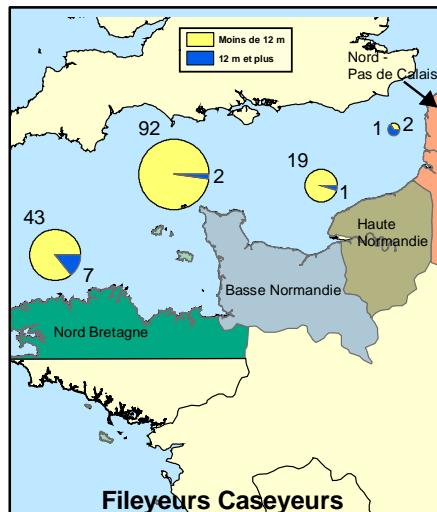 Moins de 12 m
12 m et plus
Nord -
Pas de Calais
92
2
1
2
19
1
43
7
Haute
Normandie
Basse Normandie
Nord Bretagne
Fileyeurs Caseyeurs